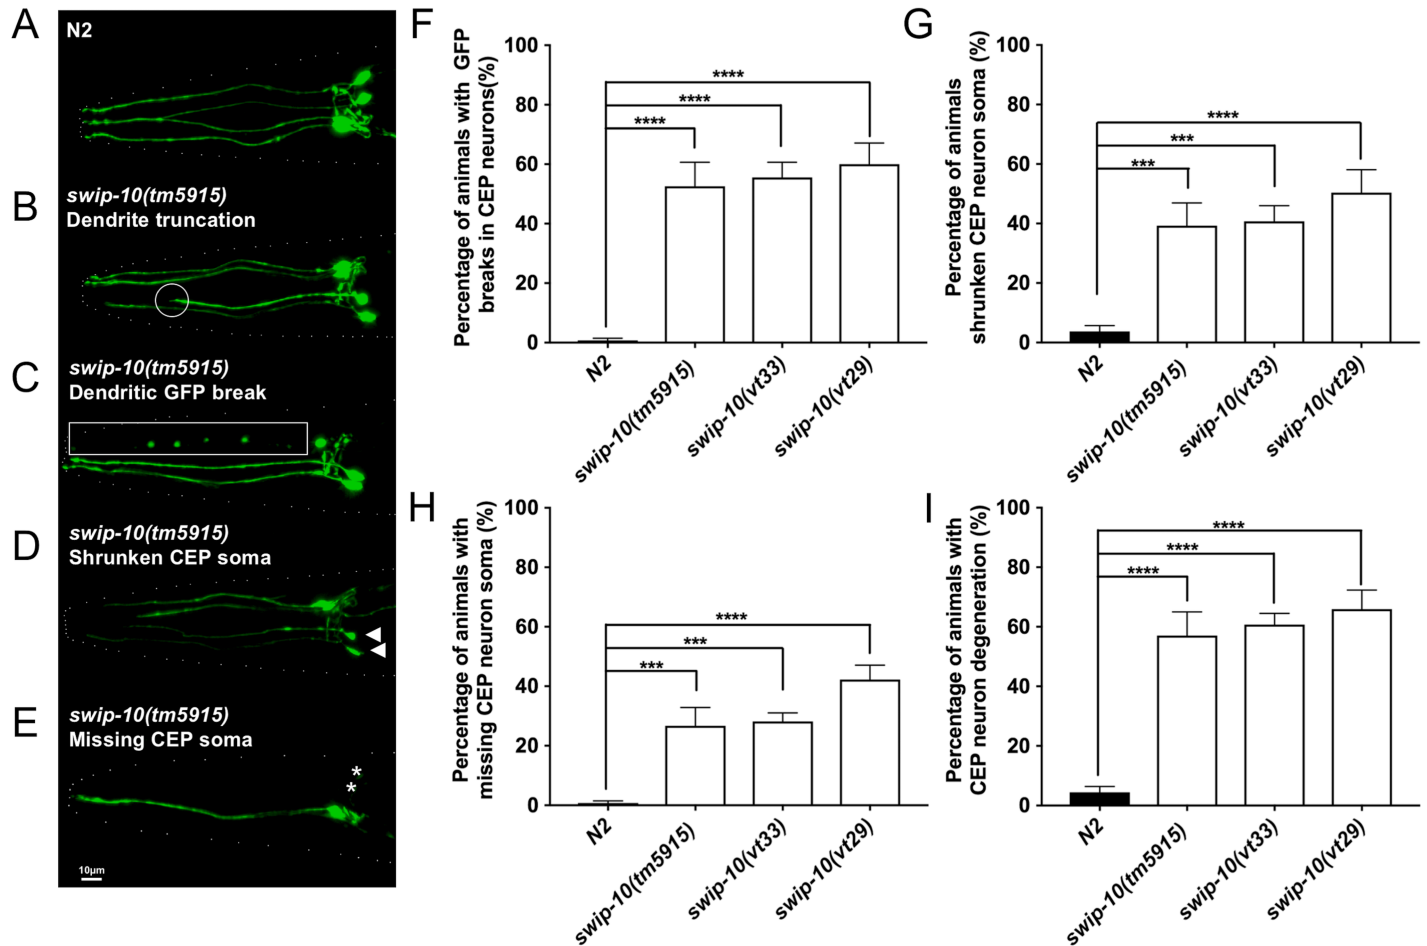 A
N2
B
swip-10(tm5915)
Dendrite truncation
C
swip-10(tm5915)
Dendritic GFP break
D
swip-10(tm5915)
Shrunken CEP soma
E
swip-10(tm5915)
Missing CEP soma
*
*
10μm
F
Percentage of animals with GFP
breaks in CEP neurons(%)
100
80
60
40
20
0
****
****
****
N2
swip-10(tm5915)
swip-10(vt33)
swip-10(vt29)
G
Percentage of animals
shrunken CEP neuron soma (%)
100
80
60
40
20
0
****
***
***
N2
swip-10(tm5915)
swip-10(vt33)
swip-10(vt29)
H
Percentage of animals with
missing CEP neuron soma (%)
100
80
60
40
20
0
****
***
***
N2
swip-10(tm5915)
swip-10(vt33)
swip-10(vt29)
I
Percentage of animals with
CEP neuron degeneration (%)
100
80
60
40
20
0
****
****
****
N2
swip-10(tm5915)
swip-10(vt33)
swip-10(vt29)